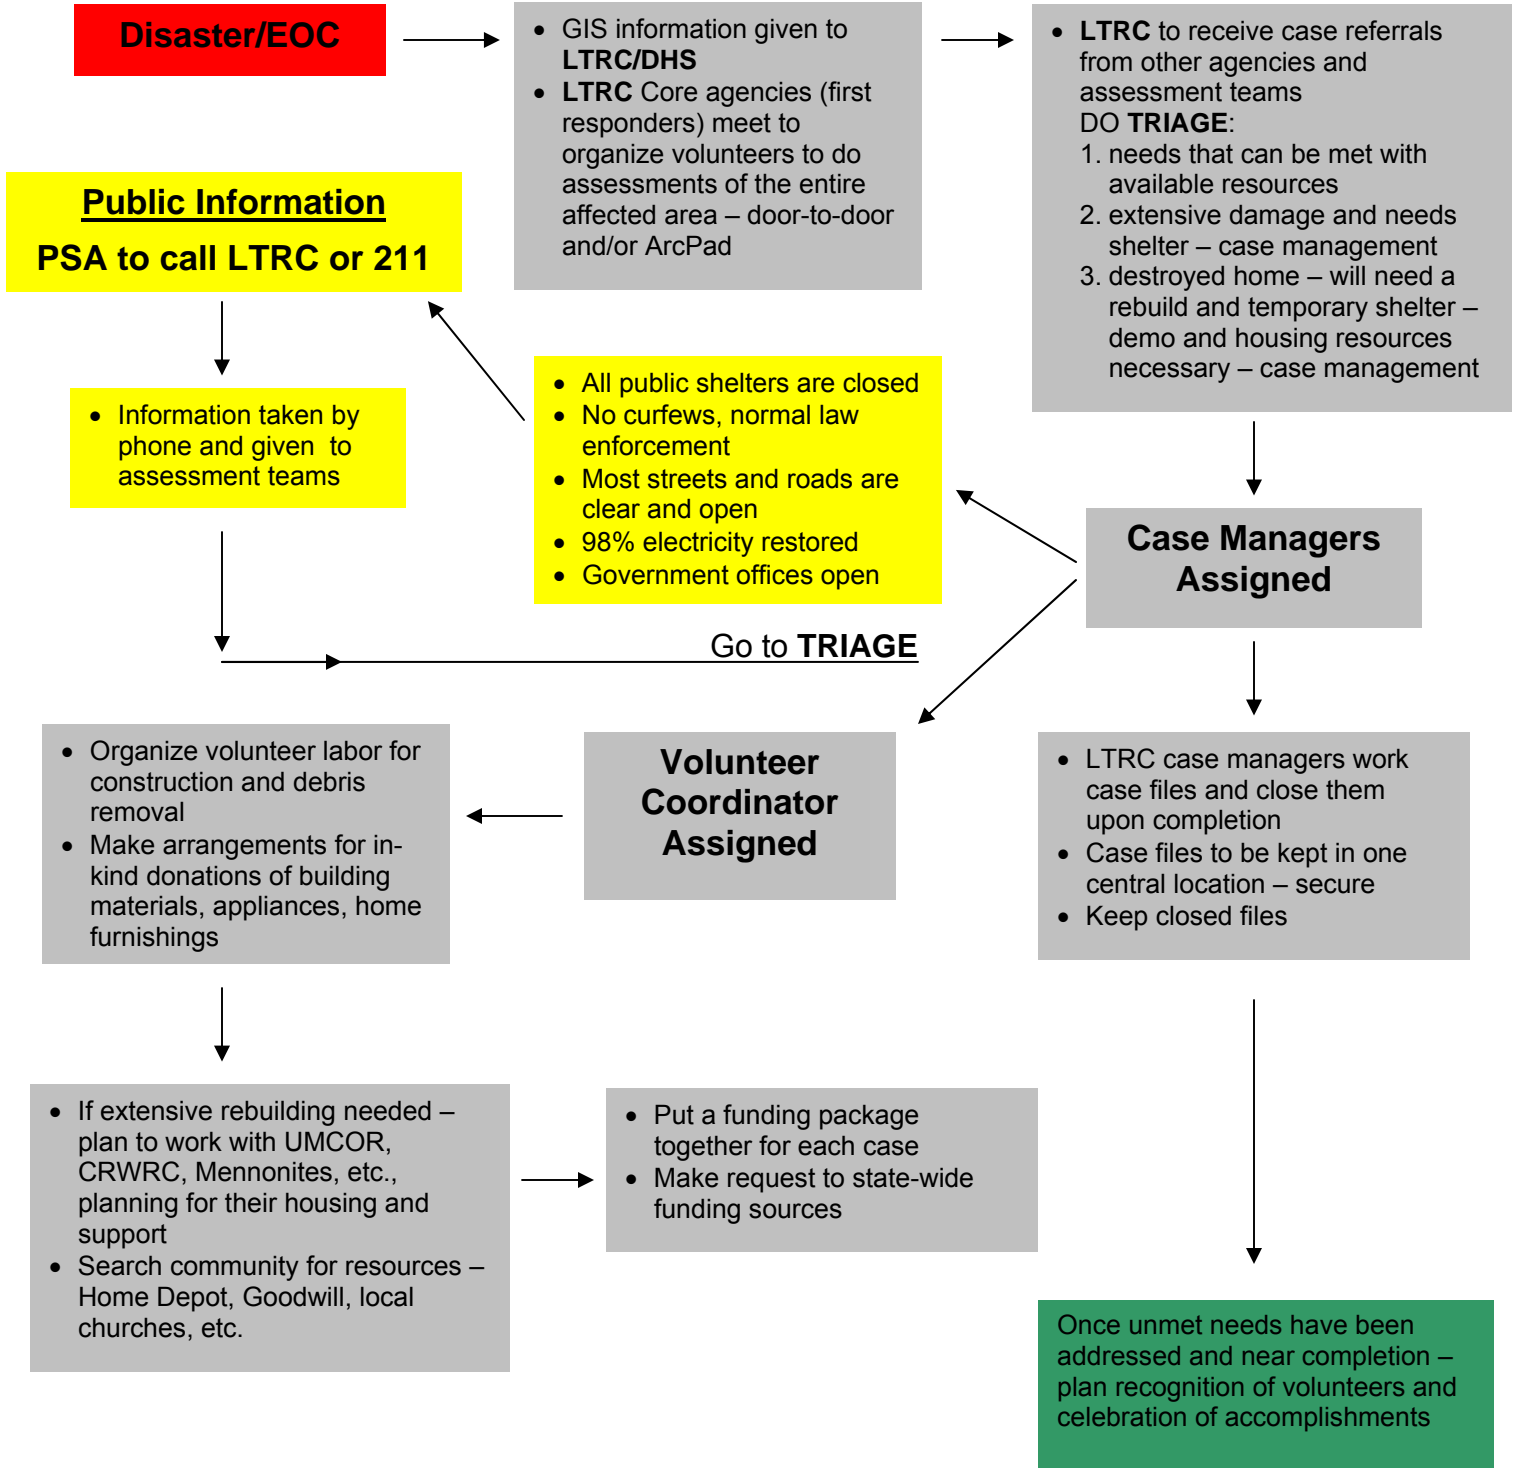 Disaster/EOC
• GIS information given to
LTRC/DHS
• LTRC Core agencies (first
responders) meet to
organize volunteers to do
assessments of the entire
affected area – door-to-door
and/or ArcPad
• LTRC to receive case referrals
from other agencies and
assessment teams
DO TRIAGE:
1. needs that can be met with
available resources
2. extensive damage and needs
shelter – case management
3. destroyed home – will need a
rebuild and temporary shelter –
demo and housing resources
necessary – case management
Public Information
PSA to call LTRC or 211
• Information taken by
phone and given  to
assessment teams
• All public shelters are closed
• No curfews, normal law
enforcement
• Most streets and roads are
clear and open
• 98% electricity restored
• Government offices open
Case Managers
Assigned
Go to TRIAGE
• Organize volunteer labor for
construction and debris
removal
• Make arrangements for in-
kind donations of building
materials, appliances, home
furnishings
Volunteer
Coordinator
Assigned
• LTRC case managers work
case files and close them
upon completion
• Case files to be kept in one
central location – secure
• Keep closed files
• If extensive rebuilding needed –
plan to work with UMCOR,
CRWRC, Mennonites, etc.,
planning for their housing and
support
• Search community for resources –
Home Depot, Goodwill, local
churches, etc.
• Put a funding package
together for each case
• Make request to state-wide
funding sources
Once unmet needs have been
addressed and near completion –
plan recognition of volunteers and
celebration of accomplishments